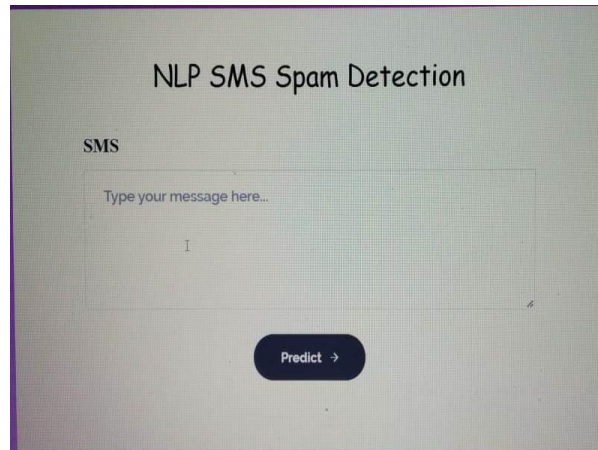 NLP SMS Spam Detection
SMS
Type your message here...
Predict →